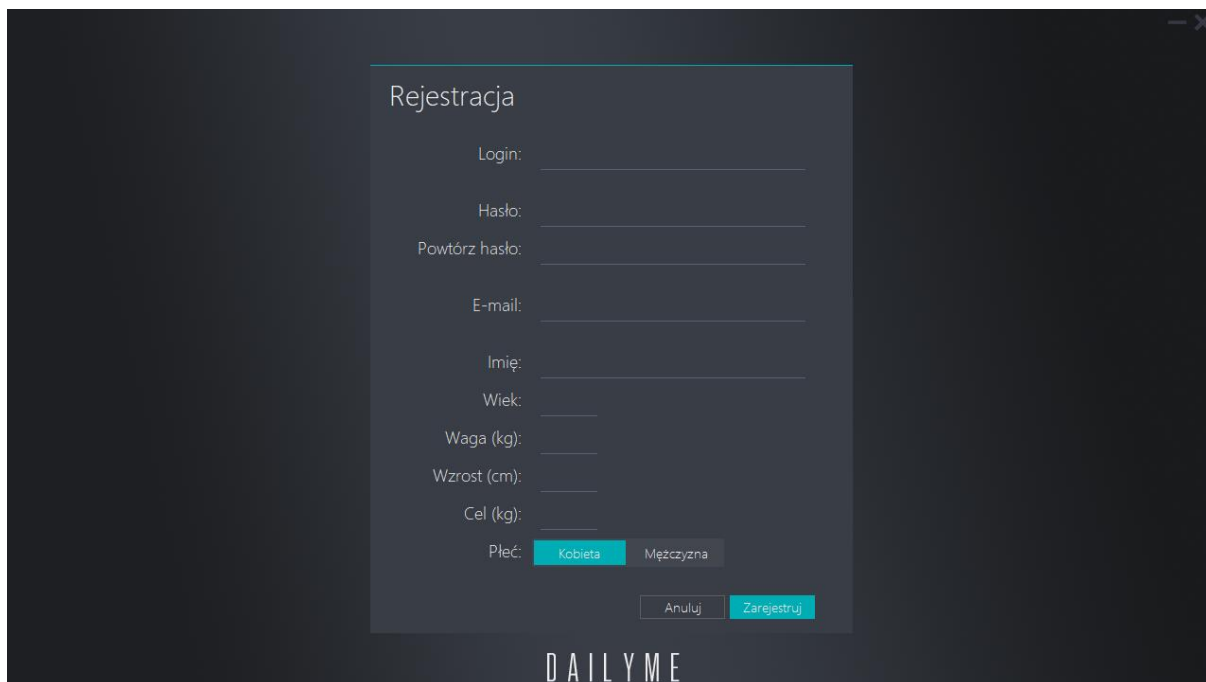 Rejestracja
Login:
Hasło:
Powtórz hasło:
E-mail:
Imię:
Wiek:
Waga (kg):
Wzrost (cm):
Cel (kg):
Płeć: Kobieta Mężczyzna
Anuluj Zarejestruj
DAILYME